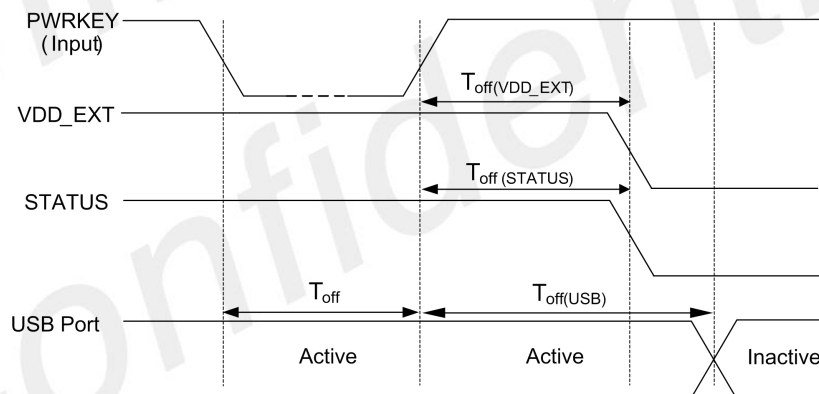 PWRKEY
( Input)
Toff(VDD_EXT)
VDD_EXT
Toff (STATUS)
STATUS
Toff
Toff(USB)
USB Port
Active
Active
Inactive